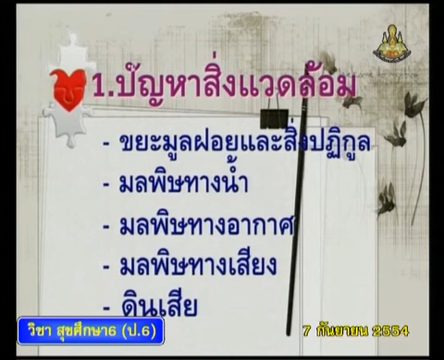 1.ปัญหาสิ่งแวดล้อม
- ขยะมูลฝอยและสิ่งปฏิกูล
- มลพิษทางน้ำ
- มลพิษทางอากาศ
- มลพิษทางเสียง
- ดินเสีย
วิชา สุขศึกษา6 (ป.6)
7 กันยายน 2554